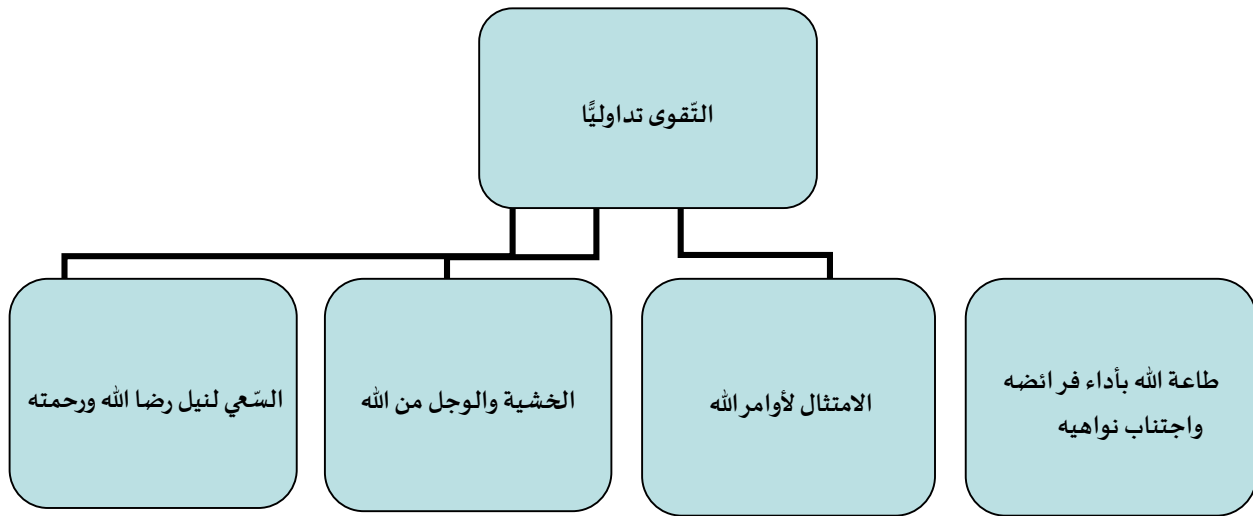 التّقوى تداوليًّا
طاعة الله بأداء فرائضه
واجتناب نواهيه
الامتثال لأوامر الله
الخشية والوجل من الله
السّعي لنيل رضا الله ورحمته